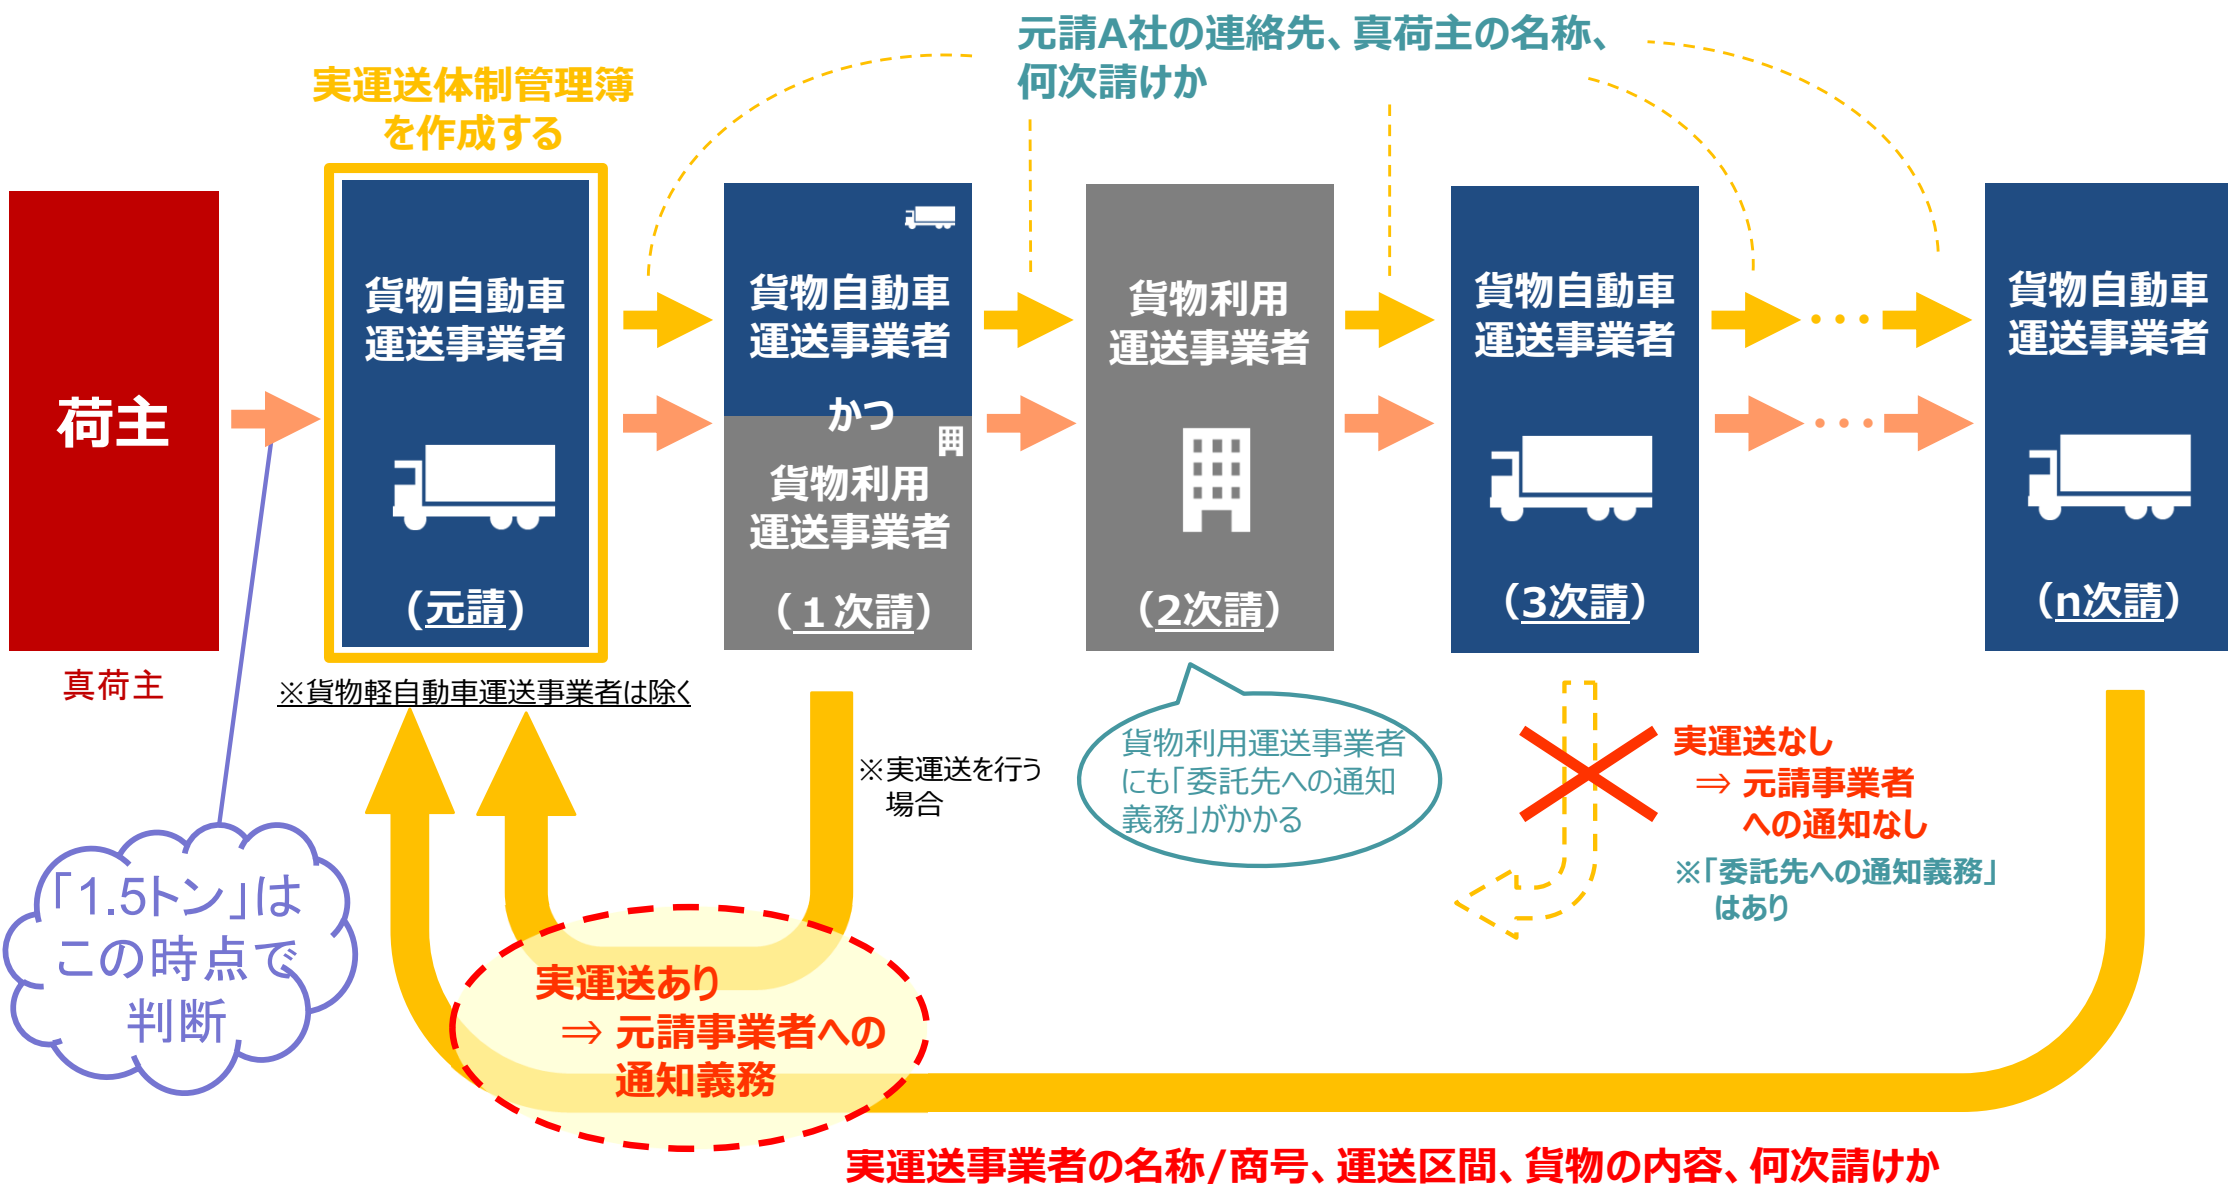 元請A社の連絡先、真荷主の名称、
何次請けか
実運送体制管理簿
を作成する
荷主
真荷主
貨物自動車
運送事業者
(元請)
※貨物軽自動車運送事業者は除く
貨物自動車
運送事業者
かつ
貨物利用
運送事業者
(１次請)
貨物利用
運送事業者
(2次請)
貨物自動車
運送事業者
(3次請)
貨物自動車
運送事業者
(n次請)
※実運送を行う
場合
貨物利用運送事業者
にも「委託先への通知
義務」がかかる
実運送なし
⇒ 元請事業者
への通知なし
※「委託先への通知義務」
はあり
「1.5トン」は
この時点で
判断
実運送あり
⇒ 元請事業者への
通知義務
実運送事業者の名称/商号、運送区間、貨物の内容、何次請けか